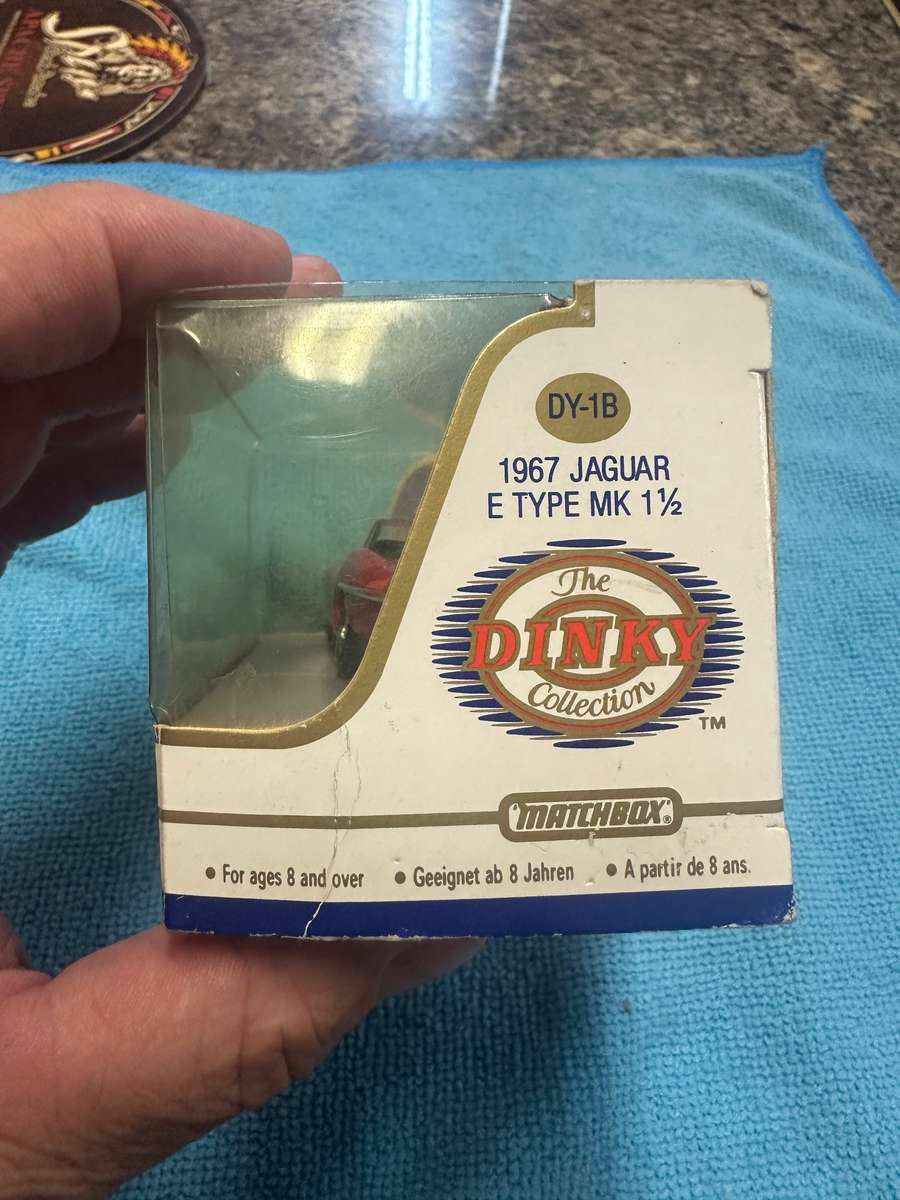 DY-1B
1967 JAGUAR
E TYPE MK 1½
The
DINKY
Collection
TM
"MATCHBOX"®
• For ages 8 and over • Geeignet ab 8 Jahren • A partir de 8 ans.